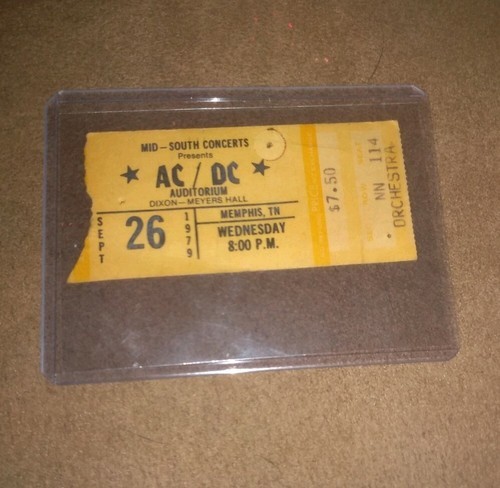 MID-SOUTH CONCERTS
Presents
★ AC/DC ★
AUDITORIUM
DIXON-MEYERS HALL
SEPT 26 1979
MEMPHIS, TN
WEDNESDAY
8:00 P.M.
$7.50
NN 114
ORCHESTRA